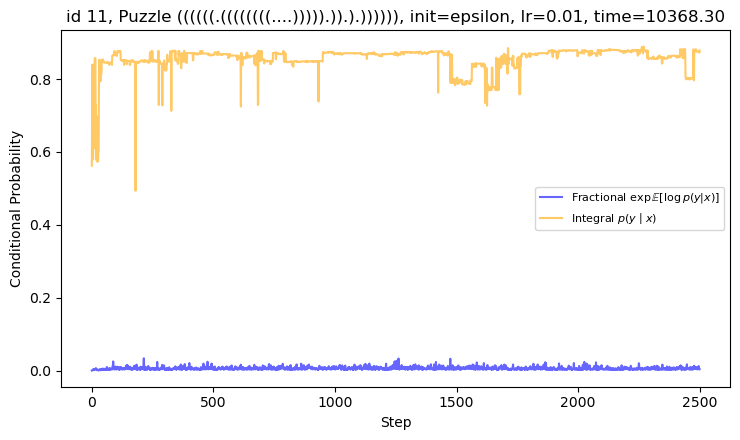 id 11, Puzzle ((((((.((((((((....))))).)).).)))))), init=epsilon, lr=0.01, time=10368.30
Conditional Probability
0.8
0.6
0.4
0.2
0.0
Fractional exp𝔼[log p(y|x)]
Integral p(y | x)
0
500
1000
1500
2000
2500
Step